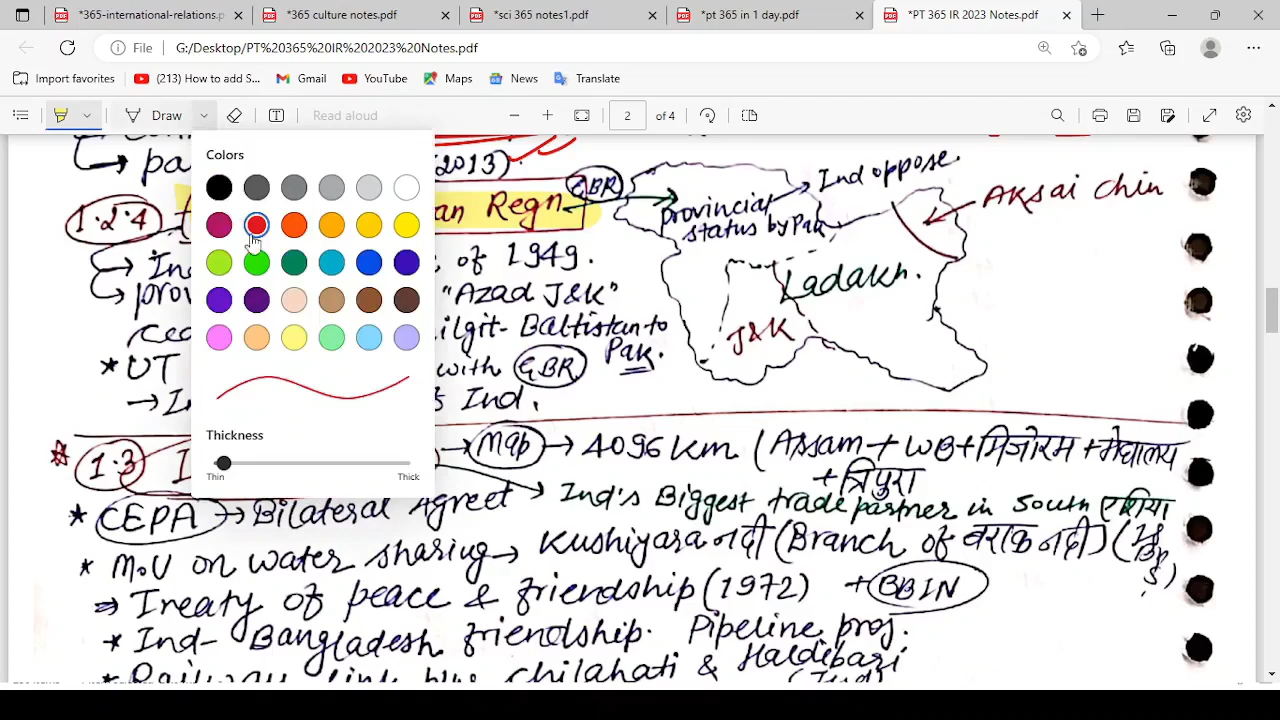 *365-international-relations.p
*365 culture notes.pdf
*sci 365 notes1.pdf
*pt 365 in 1 day.pdf
*PT 365 IR 2023 Notes.pdf
File
G:/Desktop/PT%20365%20IR%202023%20Notes.pdf
Import favorites
(213) How to add S...
Gmail
YouTube
Maps
News
Translate
Draw
Read aloud
2
of 4
(2013).
Colors
Thickness
Thin
Thick
1.2.4
an Regn
GBR
provincial
status by Pak
Ind oppose.
Aksai Chin
of 1949.
"Azad J&K"
ilgit-Baltistan to
Pak.
* UT
with GBR
Ind.
J&K
Ladakh.
1.3
Map → 4096 Km (Assam + WB + मिजोरम + मेघालय
+ त्रिपुरा
* CEPA → Bilateral Agreet
Ind's Biggest trade partner in South एशिया
* MoU on water sharing → Kushiyara नदी (Branch of बराक नदी)
⇒ Treaty of peace & friendship (1972) + BBIN
* Ind- Bangladesh friendship. Pipeline proj.
Chilahati & Haldibari